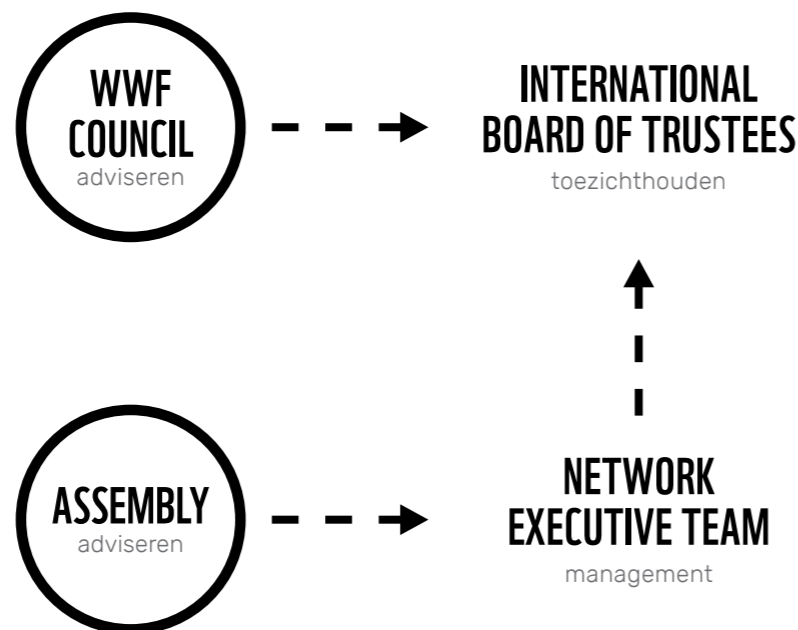 WWF
COUNCIL
adviseren
INTERNATIONAL
BOARD OF TRUSTEES
toezichthouden
ASSEMBLY
adviseren
NETWORK
EXECUTIVE TEAM
management